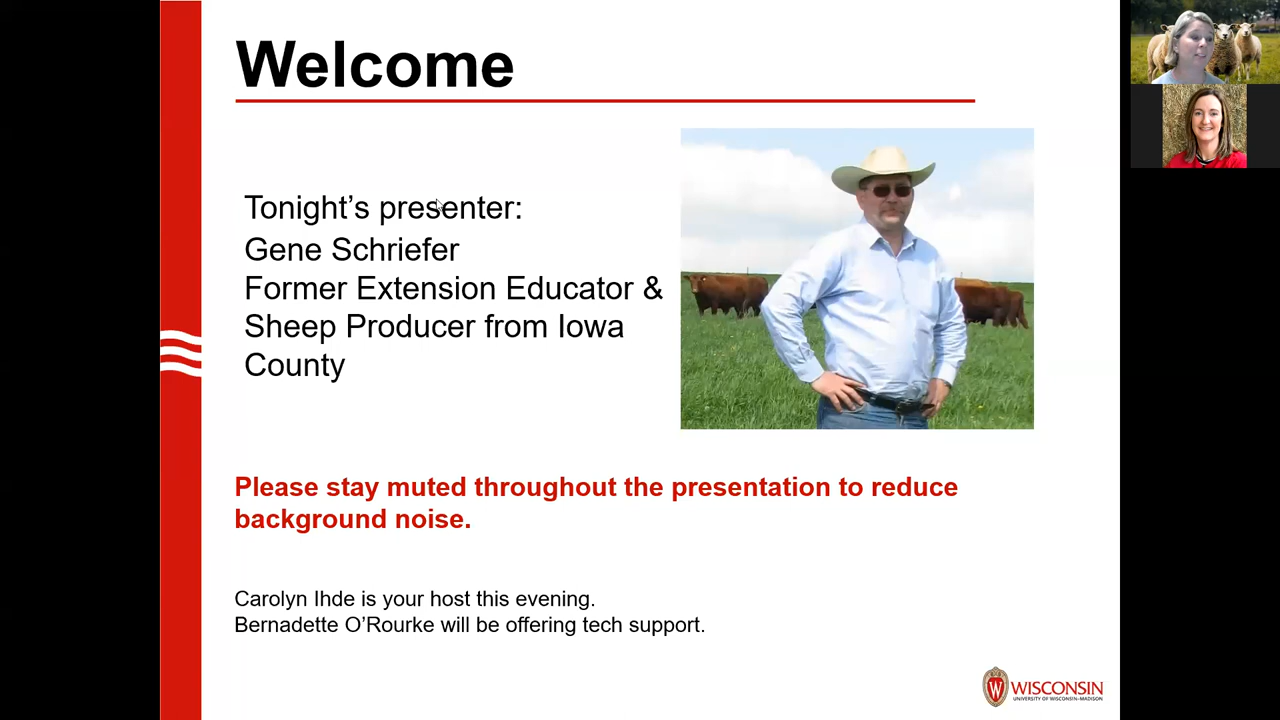 Welcome
Tonight’s presenter:
Gene Schriefer
Former Extension Educator &
Sheep Producer from Iowa
County
Please stay muted throughout the presentation to reduce
background noise.
Carolyn Ihde is your host this evening.
Bernadette O’Rourke will be offering tech support.
W
WISCONSIN
UNIVERSITY OF WISCONSIN–MADISON